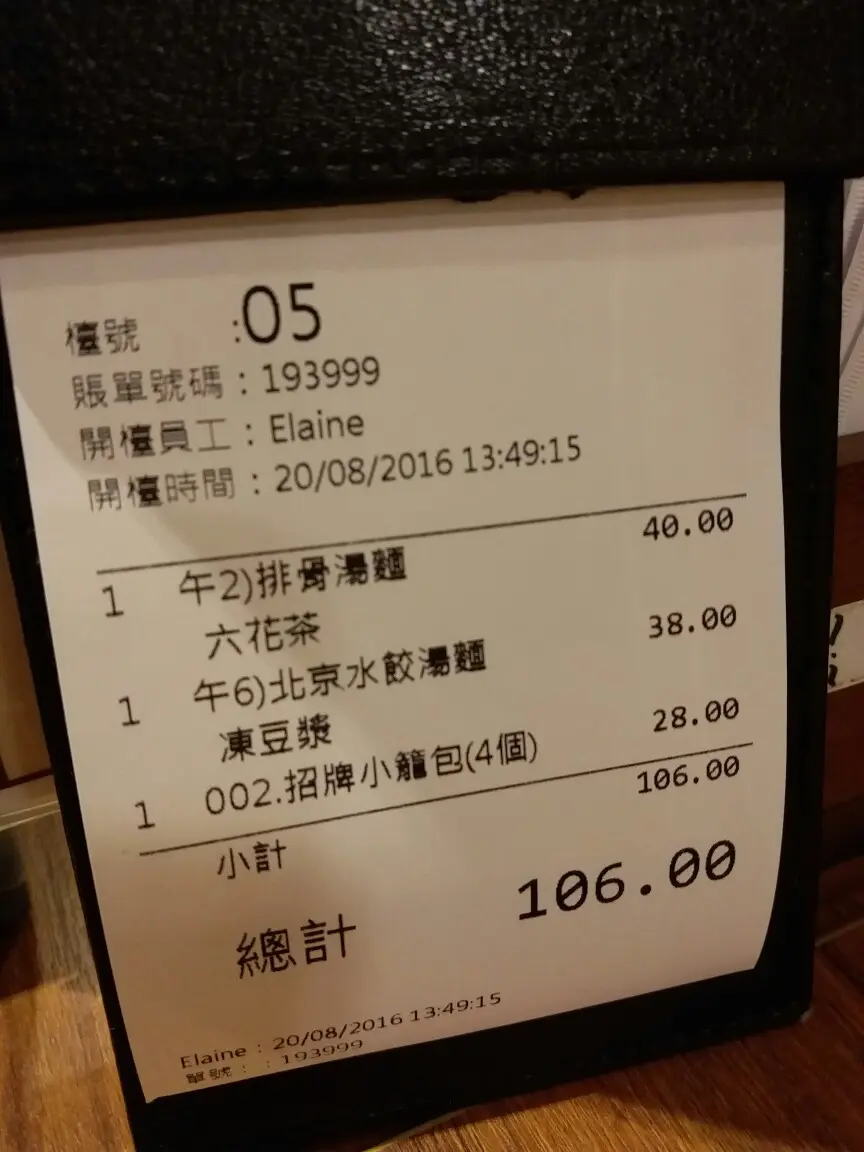 檯號 :05
賬單號碼：193999
開檯員工：Elaine
開檯時間：20/08/2016 13:49:15
1 午2)排骨湯麵 40.00
六花茶
1 午6)北京水餃湯麵 38.00
凍豆漿
1 002.招牌小籠包(4個) 28.00
小計 106.00
總計 106.00
Elaine : 20/08/2016 13:49:15
單號： : 193999